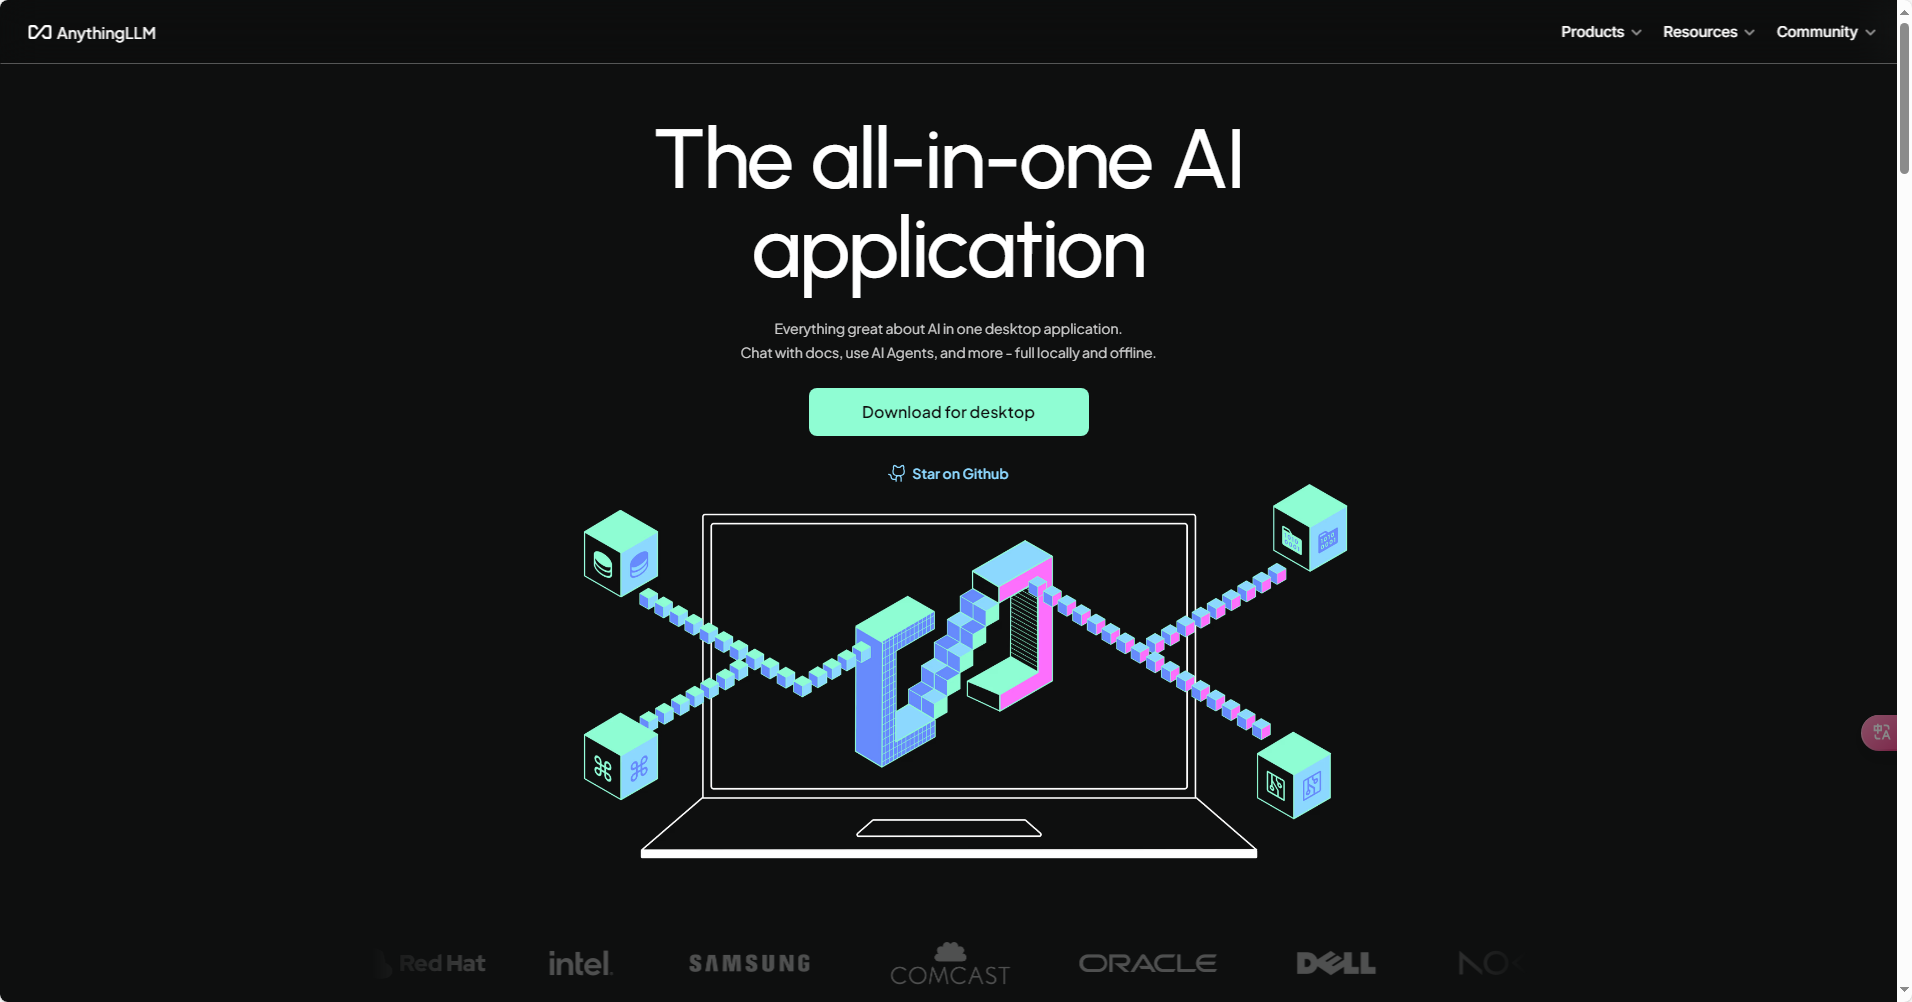 AnythingLLM
Products
Resources
Community
The all-in-one AI
application
Everything great about AI in one desktop application.
Chat with docs, use AI Agents, and more - full locally and offline.
Download for desktop
Star on Github
Red Hat
intel.
SAMSUNG
COMCAST
ORACLE
DELL